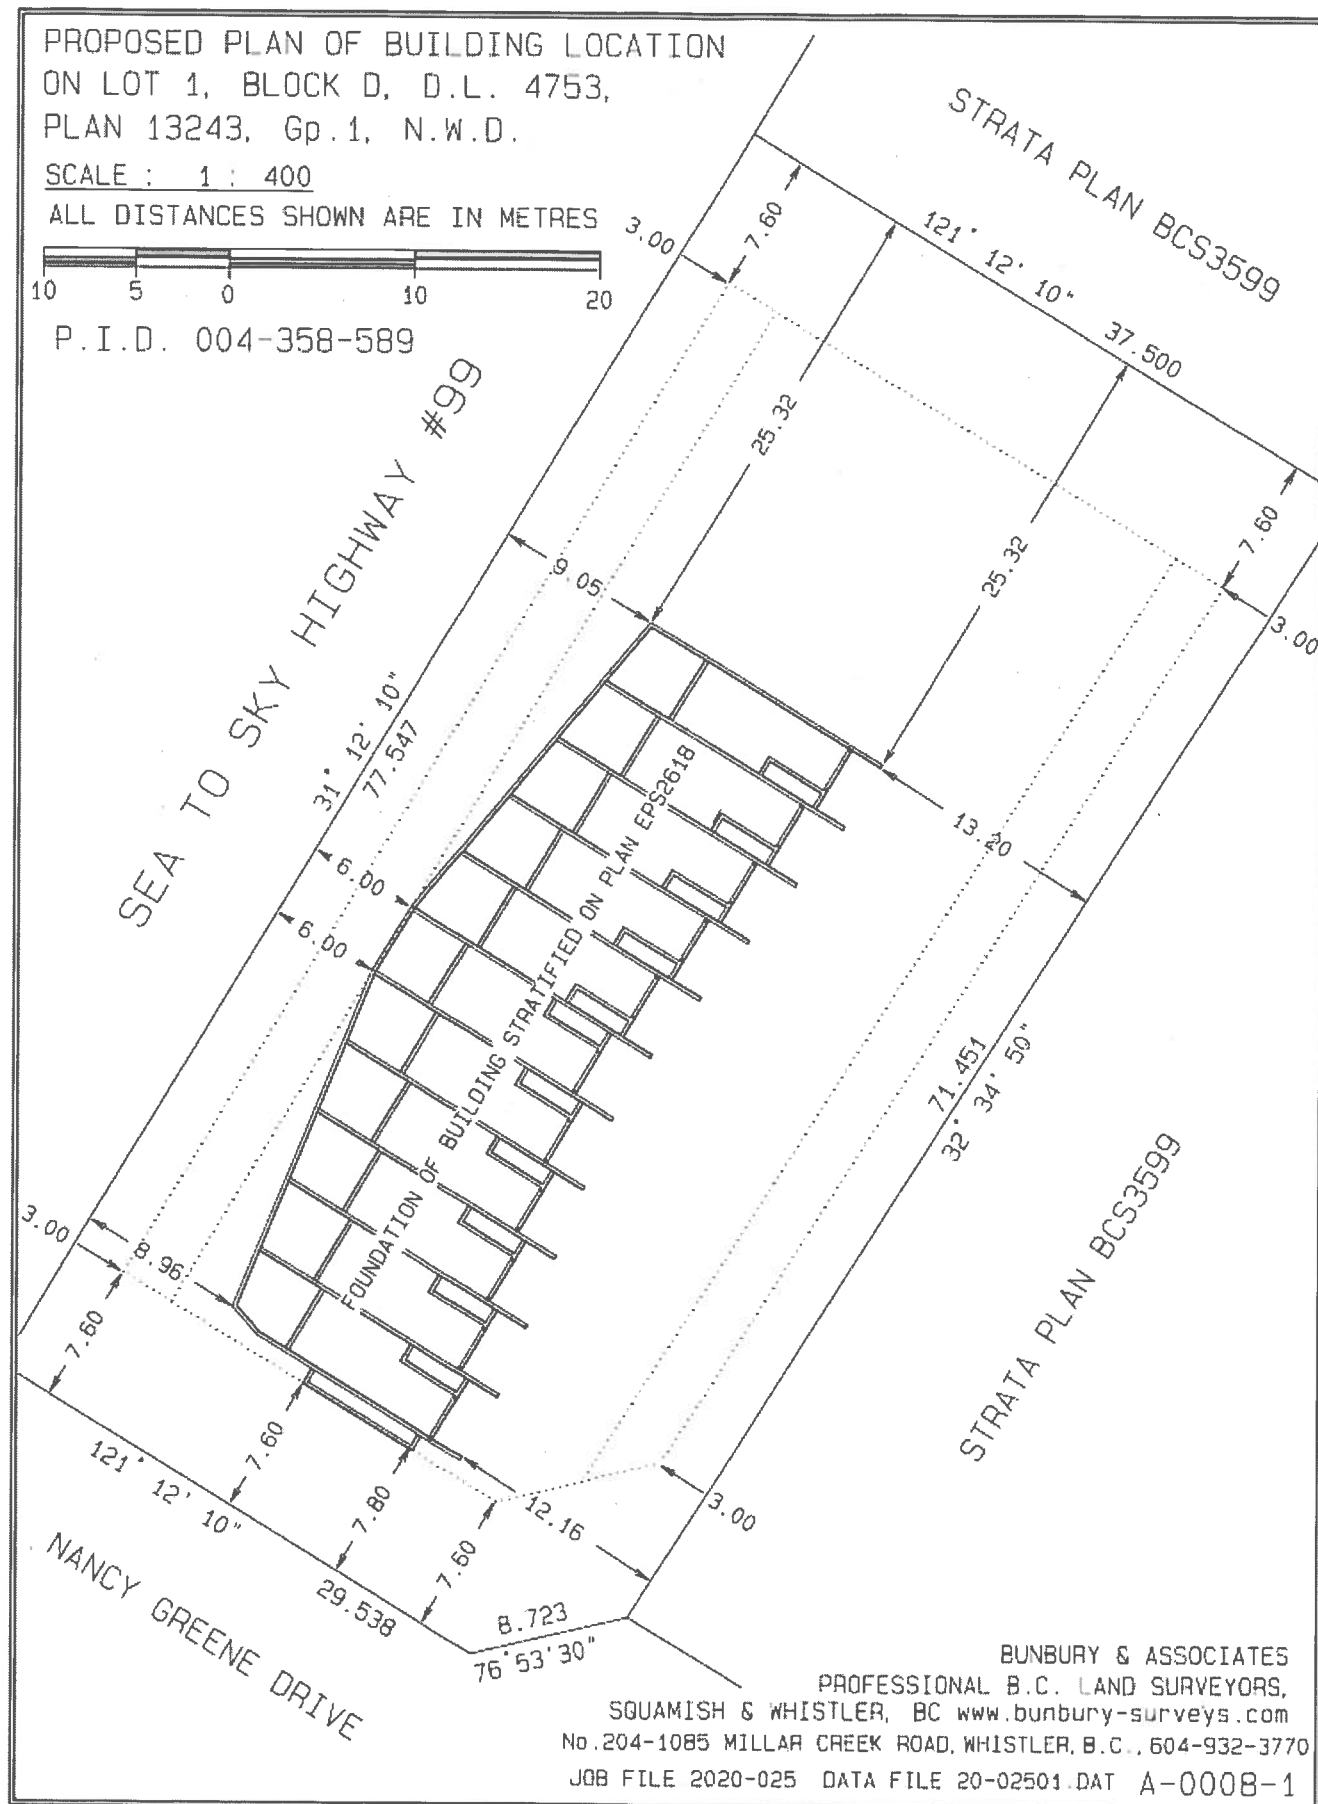 PROPOSED PLAN OF BUILDING LOCATION
ON LOT 1, BLOCK D, D.L. 4753,
PLAN 13243, Gp.1, N.W.D.
SCALE : 1 : 400
ALL DISTANCES SHOWN ARE IN METRES
10 5 0 10 20
P.I.D. 004-358-589
STRATA PLAN BCS3599
121° 12' 10"
37.500
3.00
7.60
25.32
25.32
7.60
3.00
SEA TO SKY HIGHWAY #99
9.05
31° 12' 10"
77.547
6.00
6.00
13.20
FOUNDATION OF BUILDING STRATIFIED ON PLAN EPS2618
71.451
32° 34' 50"
STRATA PLAN BCS3599
3.00
8.96
7.60
7.60
7.80
7.60
12.16
3.00
121° 12' 10"
29.538
8.723
76°53'30"
NANCY GREENE DRIVE
BUNBURY & ASSOCIATES
PROFESSIONAL B.C. LAND SURVEYORS,
SQUAMISH & WHISTLER, BC www.bunbury-surveys.com
No.204-1085 MILLAR CREEK ROAD, WHISTLER, B.C., 604-932-3770
JOB FILE 2020-025 DATA FILE 20-02501.DAT A-0008-1